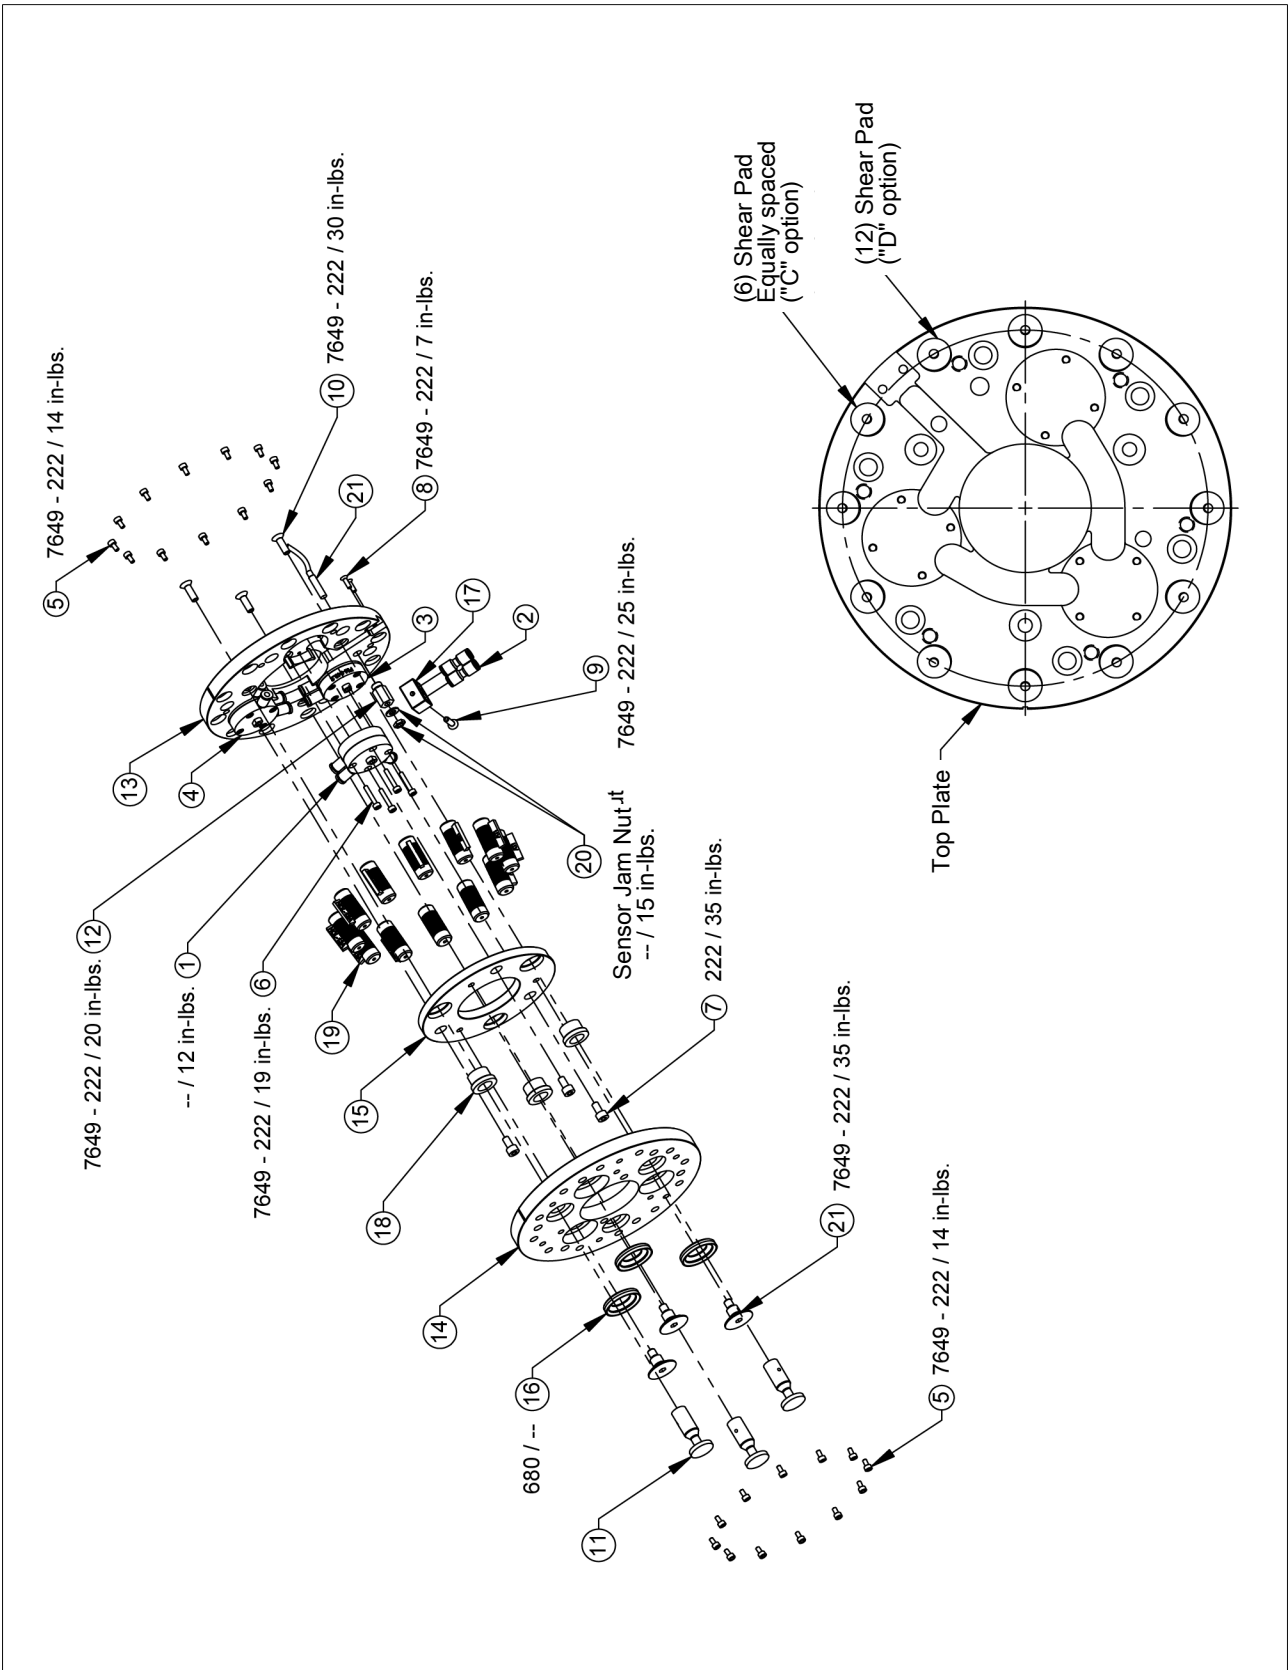 5
7649 - 222 / 14 in-lbs.
10
7649 - 222 / 30 in-lbs.
21
8
7649 - 222 / 7 in-lbs.
3
17
2
9
7649 - 222 / 25 in-lbs.
13
4
7649 - 222 / 20 in-lbs.
12
-- / 12 in-lbs.
1
7649 - 222 / 19 in-lbs.
6
20
Sensor Jam Nut
-- / 15 in-lbs.
19
15
7
222 / 35 in-lbs.
18
14
21
7649 - 222 / 35 in-lbs.
680 / --
16
11
5
7649 - 222 / 14 in-lbs.
(6) Shear Pad
Equally spaced
("C" option)
(12) Shear Pad
("D" option)
Top Plate